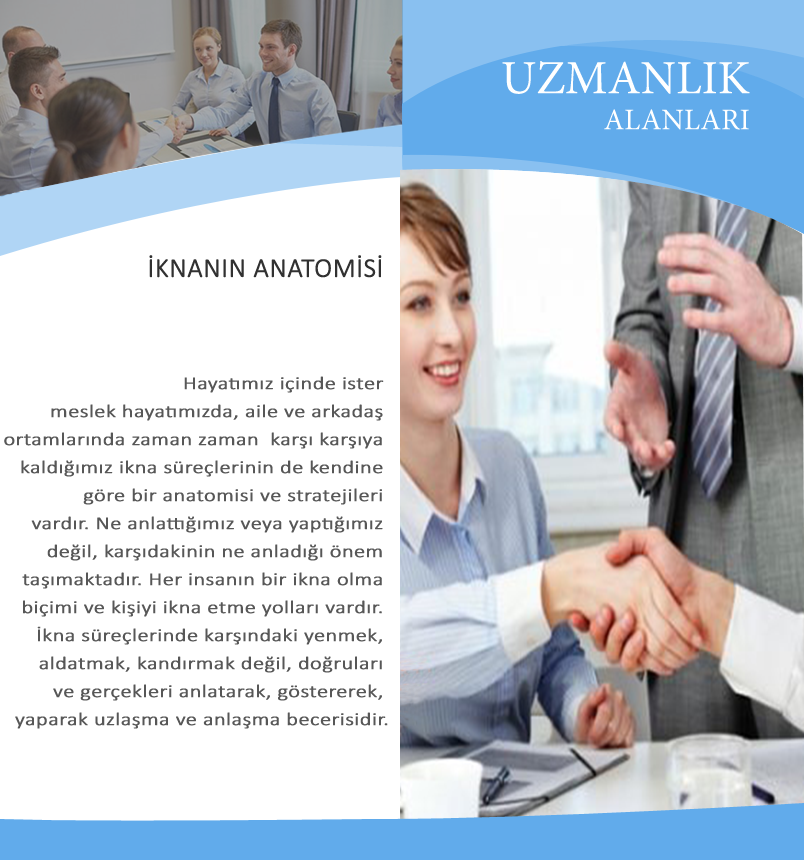 UZMANLIK
ALANLARI
İKNANIN ANATOMİSİ
Hayatımız içinde ister
meslek hayatımızda, aile ve arkadaş
ortamlarında zaman zaman karşı karşıya
kaldığımız ikna süreçlerinin de kendine
göre bir anatomisi ve stratejileri
vardır. Ne anlattığımız veya yaptığımız
değil, karşıdakinin ne anladığı önem
taşımaktadır. Her insanın bir ikna olma
biçimi ve kişiyi ikna etme yolları vardır.
İkna süreçlerinde karşındaki yenmek,
aldatmak, kandırmak değil, doğruları
ve gerçekleri anlatarak, göstererek,
yaparak uzlaşma ve anlaşma becerisidir.